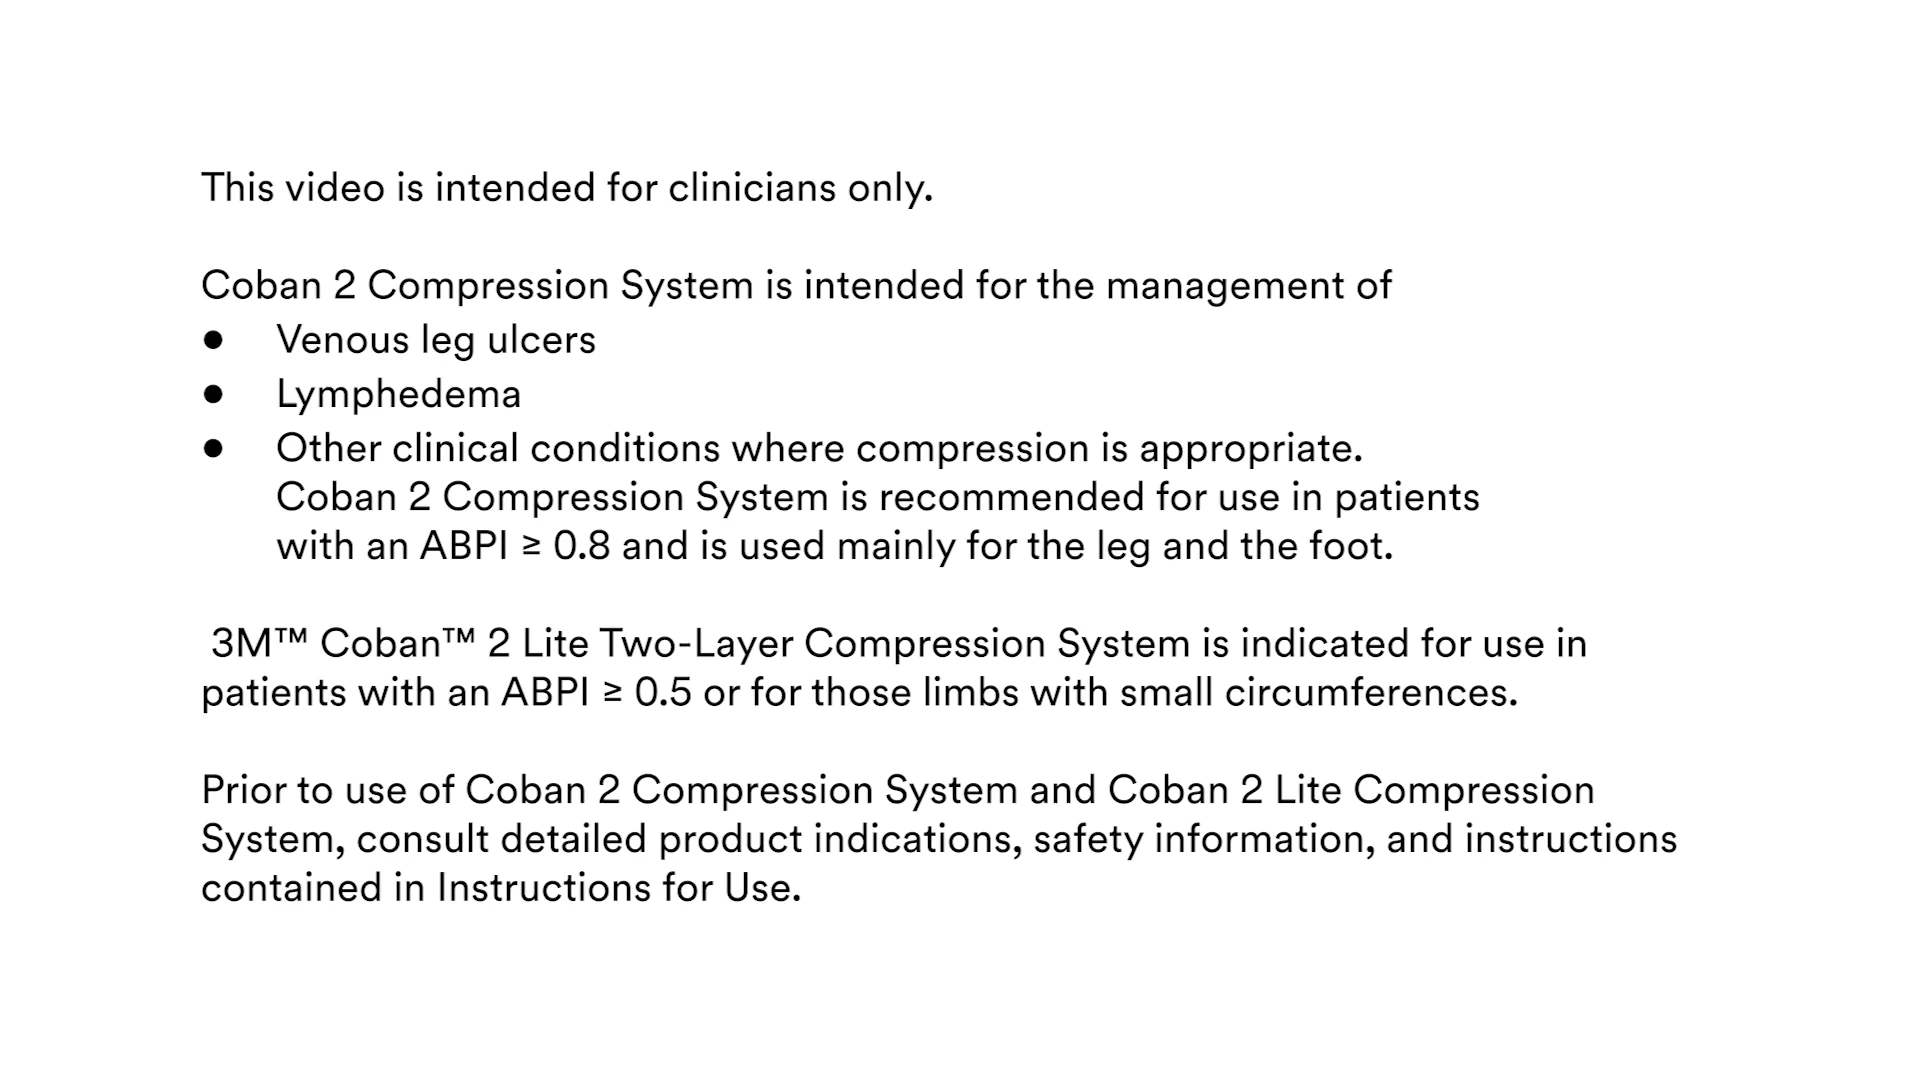 This video is intended for clinicians only.
Coban 2 Compression System is intended for the management of
● Venous leg ulcers
● Lymphedema
● Other clinical conditions where compression is appropriate.
Coban 2 Compression System is recommended for use in patients
with an ABPI ≥ 0.8 and is used mainly for the leg and the foot.
3M™ Coban™ 2 Lite Two-Layer Compression System is indicated for use in
patients with an ABPI ≥ 0.5 or for those limbs with small circumferences.
Prior to use of Coban 2 Compression System and Coban 2 Lite Compression
System, consult detailed product indications, safety information, and instructions
contained in Instructions for Use.